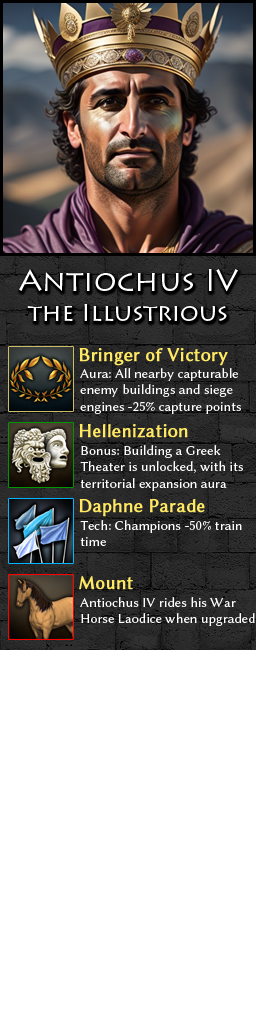 Antiochus IV
the Illustrious
Bringer of Victory
Aura: All nearby capturable
enemy buildings and siege
engines -25% capture points
Hellenization
Bonus: Building a Greek
Theater is unlocked, with its
territorial expansion aura
Daphne Parade
Tech: Champions -50% train
time
Mount
Antiochus IV rides his War
Horse Laodice when upgraded